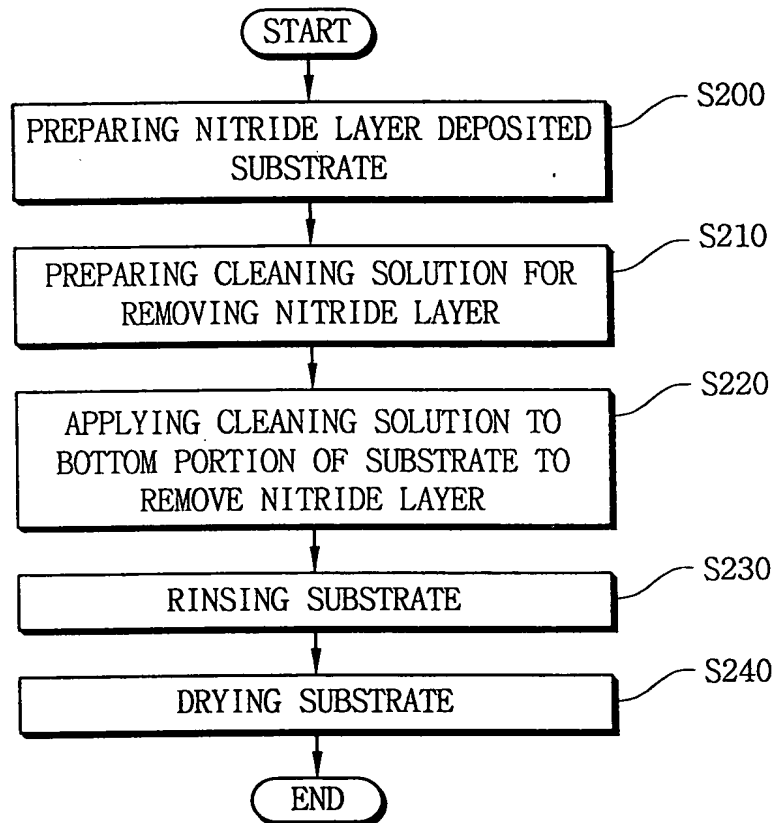 START
S200
PREPARING NITRIDE LAYER DEPOSITED
SUBSTRATE
S210
PREPARING CLEANING SOLUTION FOR
REMOVING NITRIDE LAYER
S220
APPLYING CLEANING SOLUTION TO
BOTTOM PORTION OF SUBSTRATE TO
REMOVE NITRIDE LAYER
S230
RINSING SUBSTRATE
S240
DRYING SUBSTRATE
END